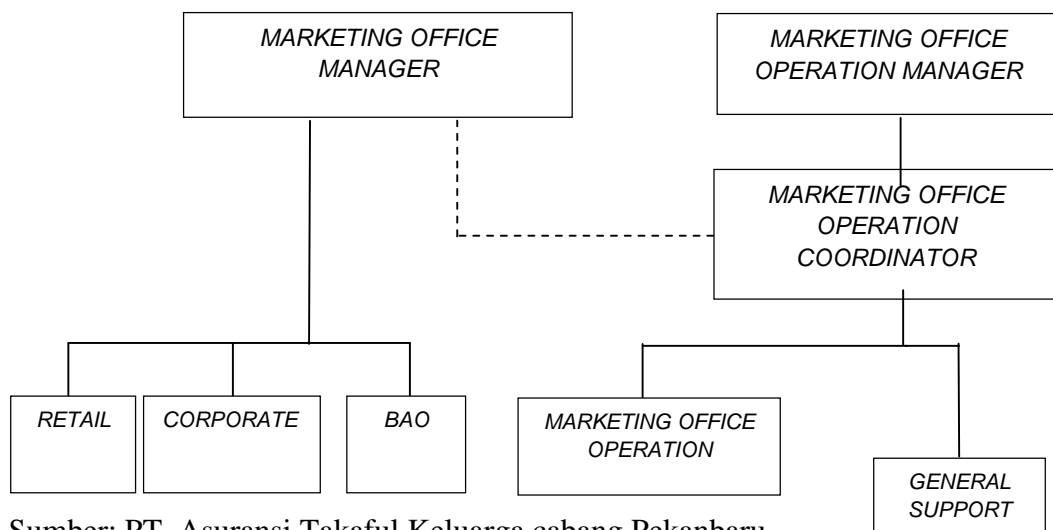 MARKETING OFFICE
MANAGER
MARKETING OFFICE
OPERATION MANAGER
MARKETING OFFICE
OPERATION
COORDINATOR
RETAIL
CORPORATE
BAO
MARKETING OFFICE
OPERATION
GENERAL
SUPPORT
Sumber: PT. Asuransi Takaful Keluarga cabang Pekanbaru